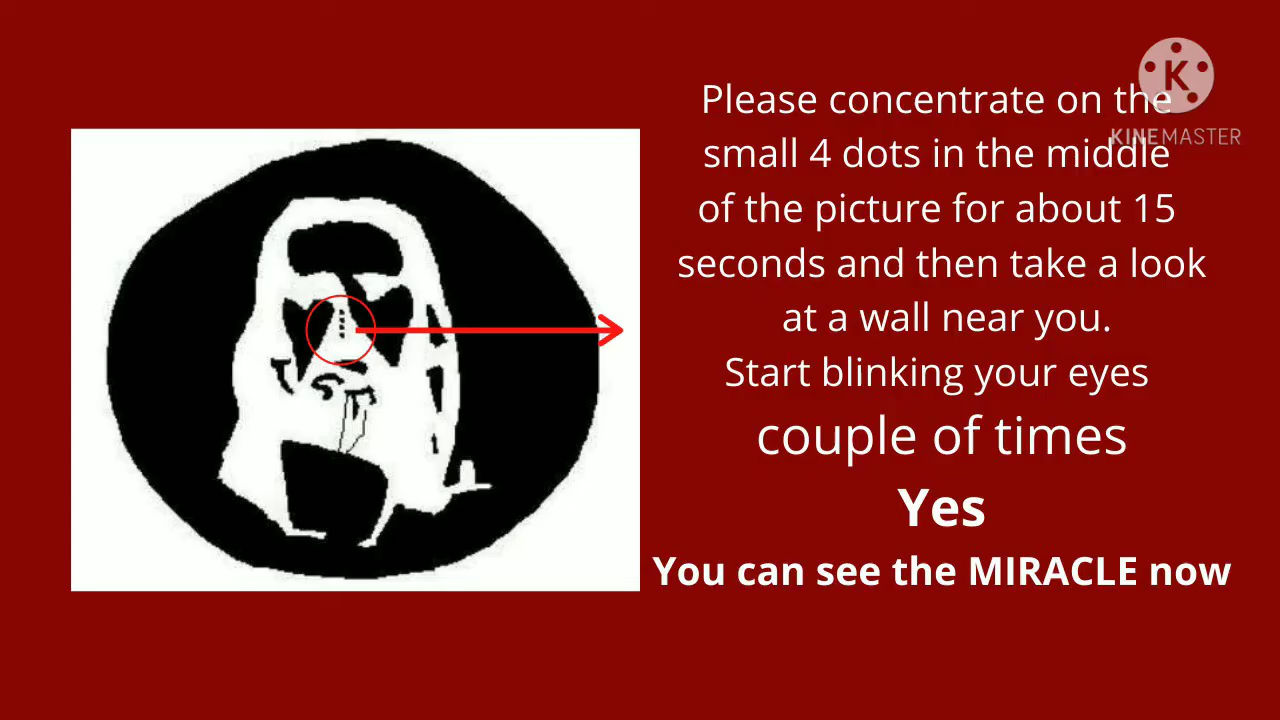 Please concentrate on the
small 4 dots in the middle
of the picture for about 15
seconds and then take a look
at a wall near you.
Start blinking your eyes
couple of times
Yes
You can see the MIRACLE now
K
KINEMASTER